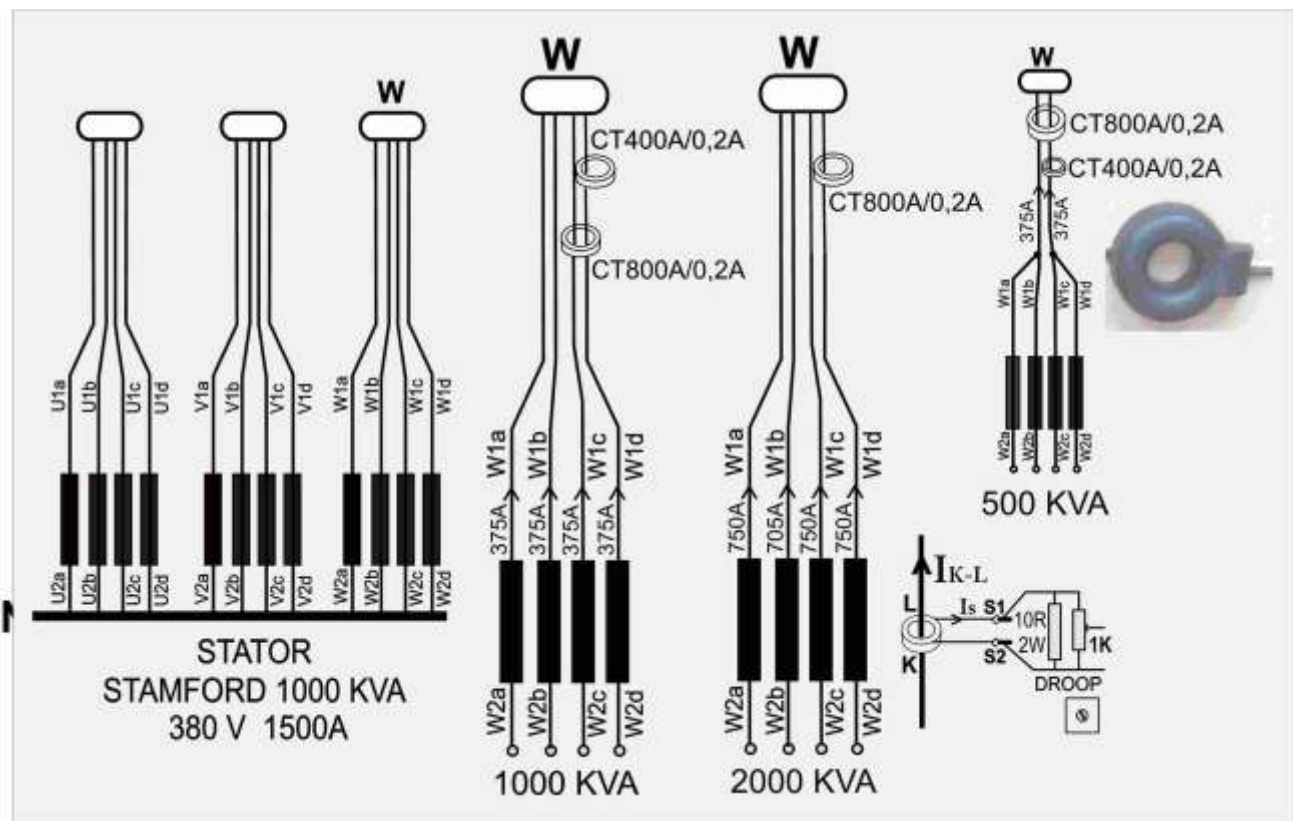 W
U1a
U1b
U1c
U1d
V1a
V1b
V1c
V1d
W1a
W1b
W1c
W1d
U2a
U2b
U2c
U2d
V2a
V2b
V2c
V2d
W2a
W2b
W2c
W2d
STATOR
STAMFORD 1000 KVA
380 V 1500A
W
CT400A/0,2A
CT800A/0,2A
W1a
W1b
W1c
W1d
375A
375A
375A
375A
W2a
W2b
W2c
W2d
1000 KVA
W
CT800A/0,2A
W1a
W1b
W1c
W1d
750A
705A
750A
750A
W2a
W2b
W2c
W2d
2000 KVA
W
CT800A/0,2A
CT400A/0,2A
375A
375A
W1a
W1b
W1c
W1d
W2a
W2b
W2c
W2d
500 KVA
IK-L
L
Is S1
10R
2W
1K
K
S2
DROOP